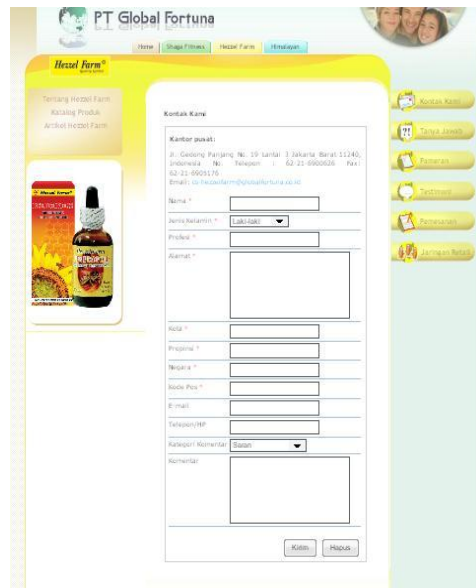 PT Global Fortuna
Home Shaga Fitness Hezzel Farm Himalayan
Hezzel Farm®
Tentang Hezzel Farm
Katalog Produk
Artikel Hezzel Farm
Kontak Kami
Kantor pusat:
Jl. Gedong Panjang No. 19 Lantai 3 Jakarta Barat 11240,
Indonesia No. Telepon : 62-21-6900626 Fax:
62-21-6905176
Email:
Nama *
Jenis Kelamin * Laki-laki
Profesi *
Alamat *
Kota *
Propinsi *
Negara *
Kode Pos *
E-mail
Telepon/HP
Kategori Komentar Saran
Komentar
Kirim Hapus
Kontak Kami
Tanya Jawab
Pameran
Testimoni
Pemesanan
Jaringan Retail